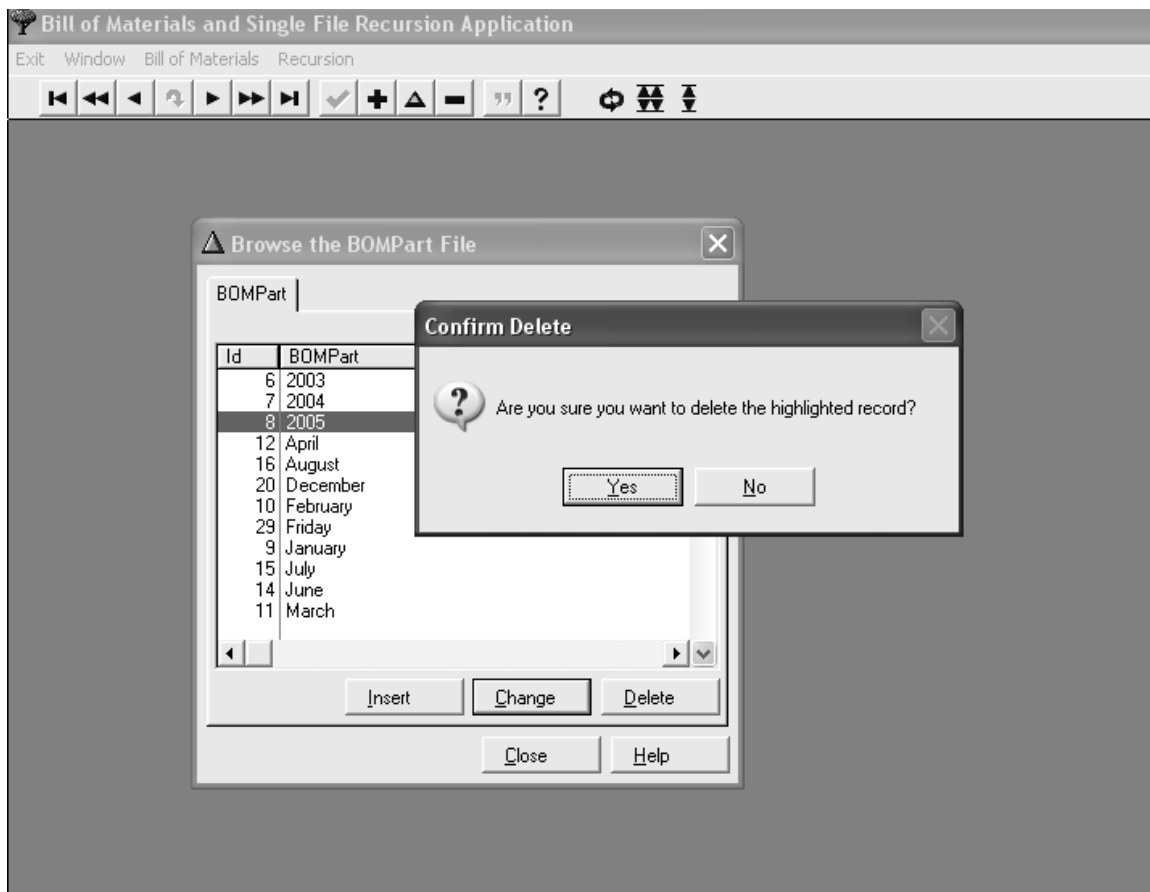 Bill of Materials and Single File Recursion Application
Exit Window Bill of Materials Recursion
Browse the BOMPart File
BOMPart
Id BOMPart
6 2003
7 2004
8 2005
12 April
16 August
20 December
10 February
29 Friday
9 January
15 July
14 June
11 March
Insert Change Delete
Close Help
Confirm Delete
Are you sure you want to delete the highlighted record?
Yes No